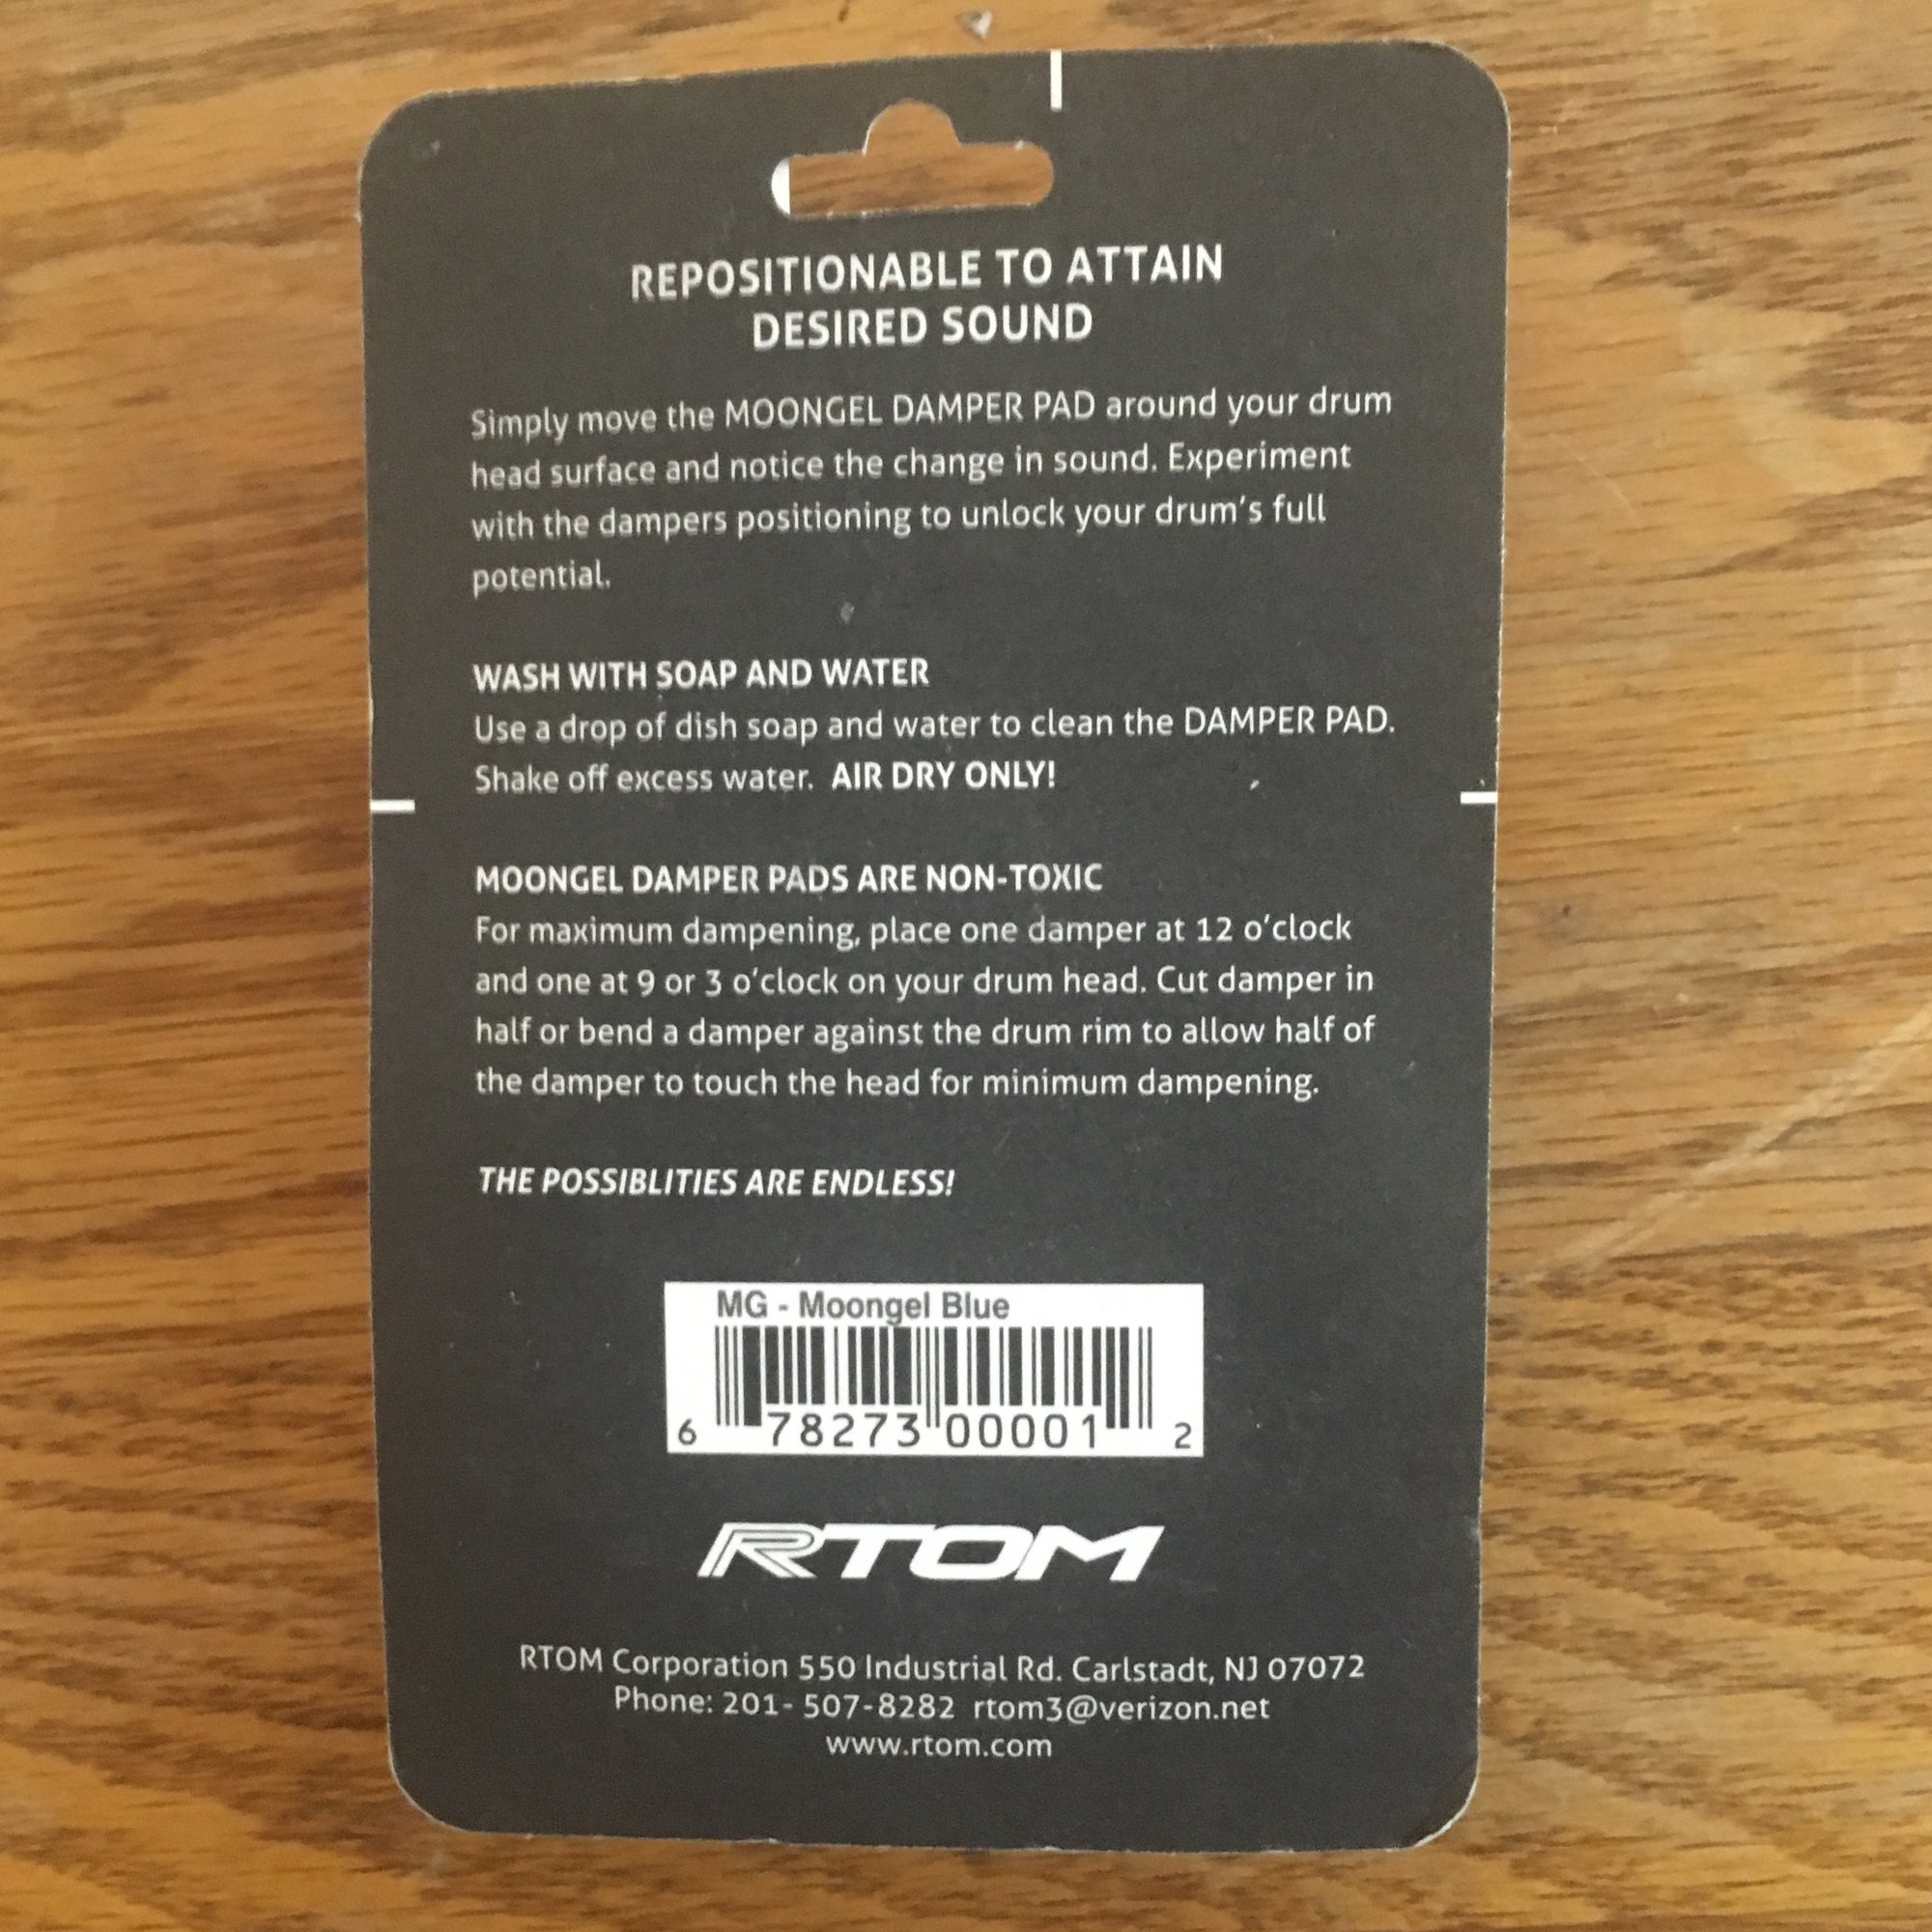 REPOSITIONABLE TO ATTAIN
DESIRED SOUND
Simply move the MOONGEL DAMPER PAD around your drum
head surface and notice the change in sound. Experiment
with the dampers positioning to unlock your drum's full
potential.
WASH WITH SOAP AND WATER
Use a drop of dish soap and water to clean the DAMPER PAD.
Shake off excess water. AIR DRY ONLY!
MOONGEL DAMPER PADS ARE NON-TOXIC
For maximum dampening, place one damper at 12 o'clock
and one at 9 or 3 o'clock on your drum head. Cut damper in
half or bend a damper against the drum rim to allow half of
the damper to touch the head for minimum dampening.
THE POSSIBLITIES ARE ENDLESS!
MG - Moongel Blue
6 78273 00001 2
RTOM
RTOM Corporation 550 Industrial Rd. Carlstadt, NJ 07072
Phone: 201- 507-8282 rtom3@verizon.net
www.rtom.com